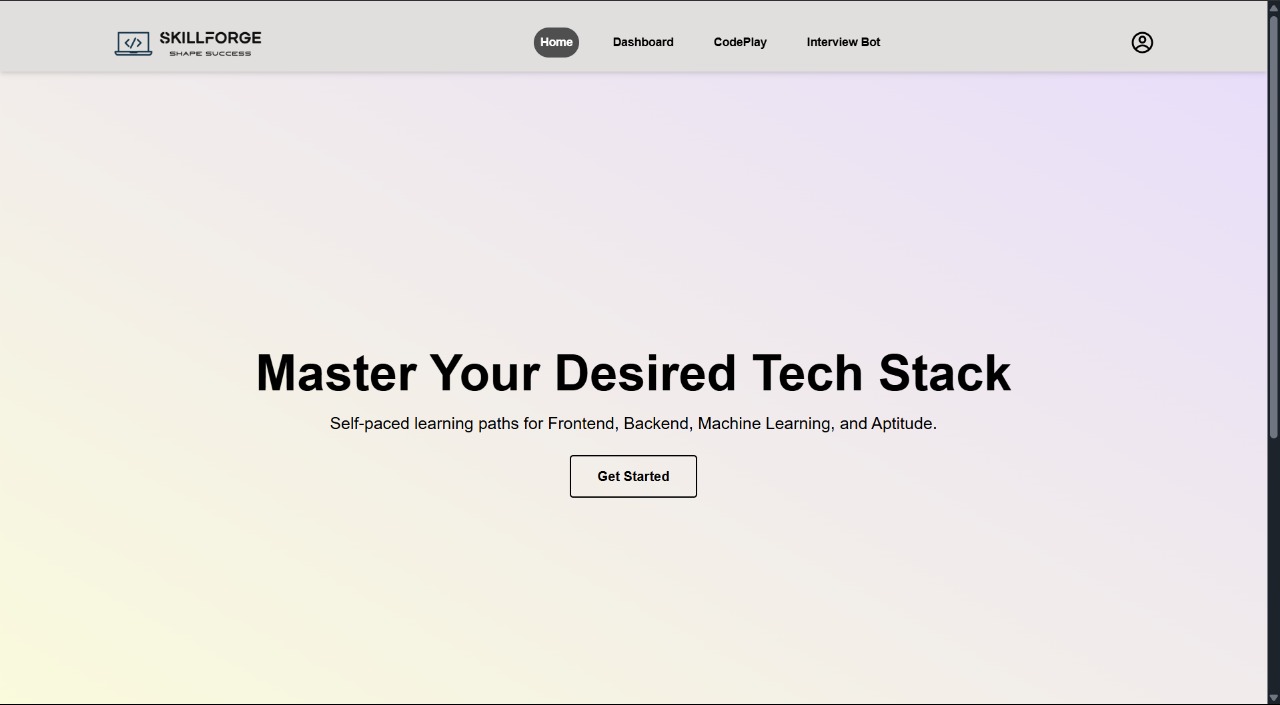 SKILLFORGE
SHAPE SUCCESS
Home Dashboard CodePlay Interview Bot
Master Your Desired Tech Stack
Self-paced learning paths for Frontend, Backend, Machine Learning, and Aptitude.
Get Started